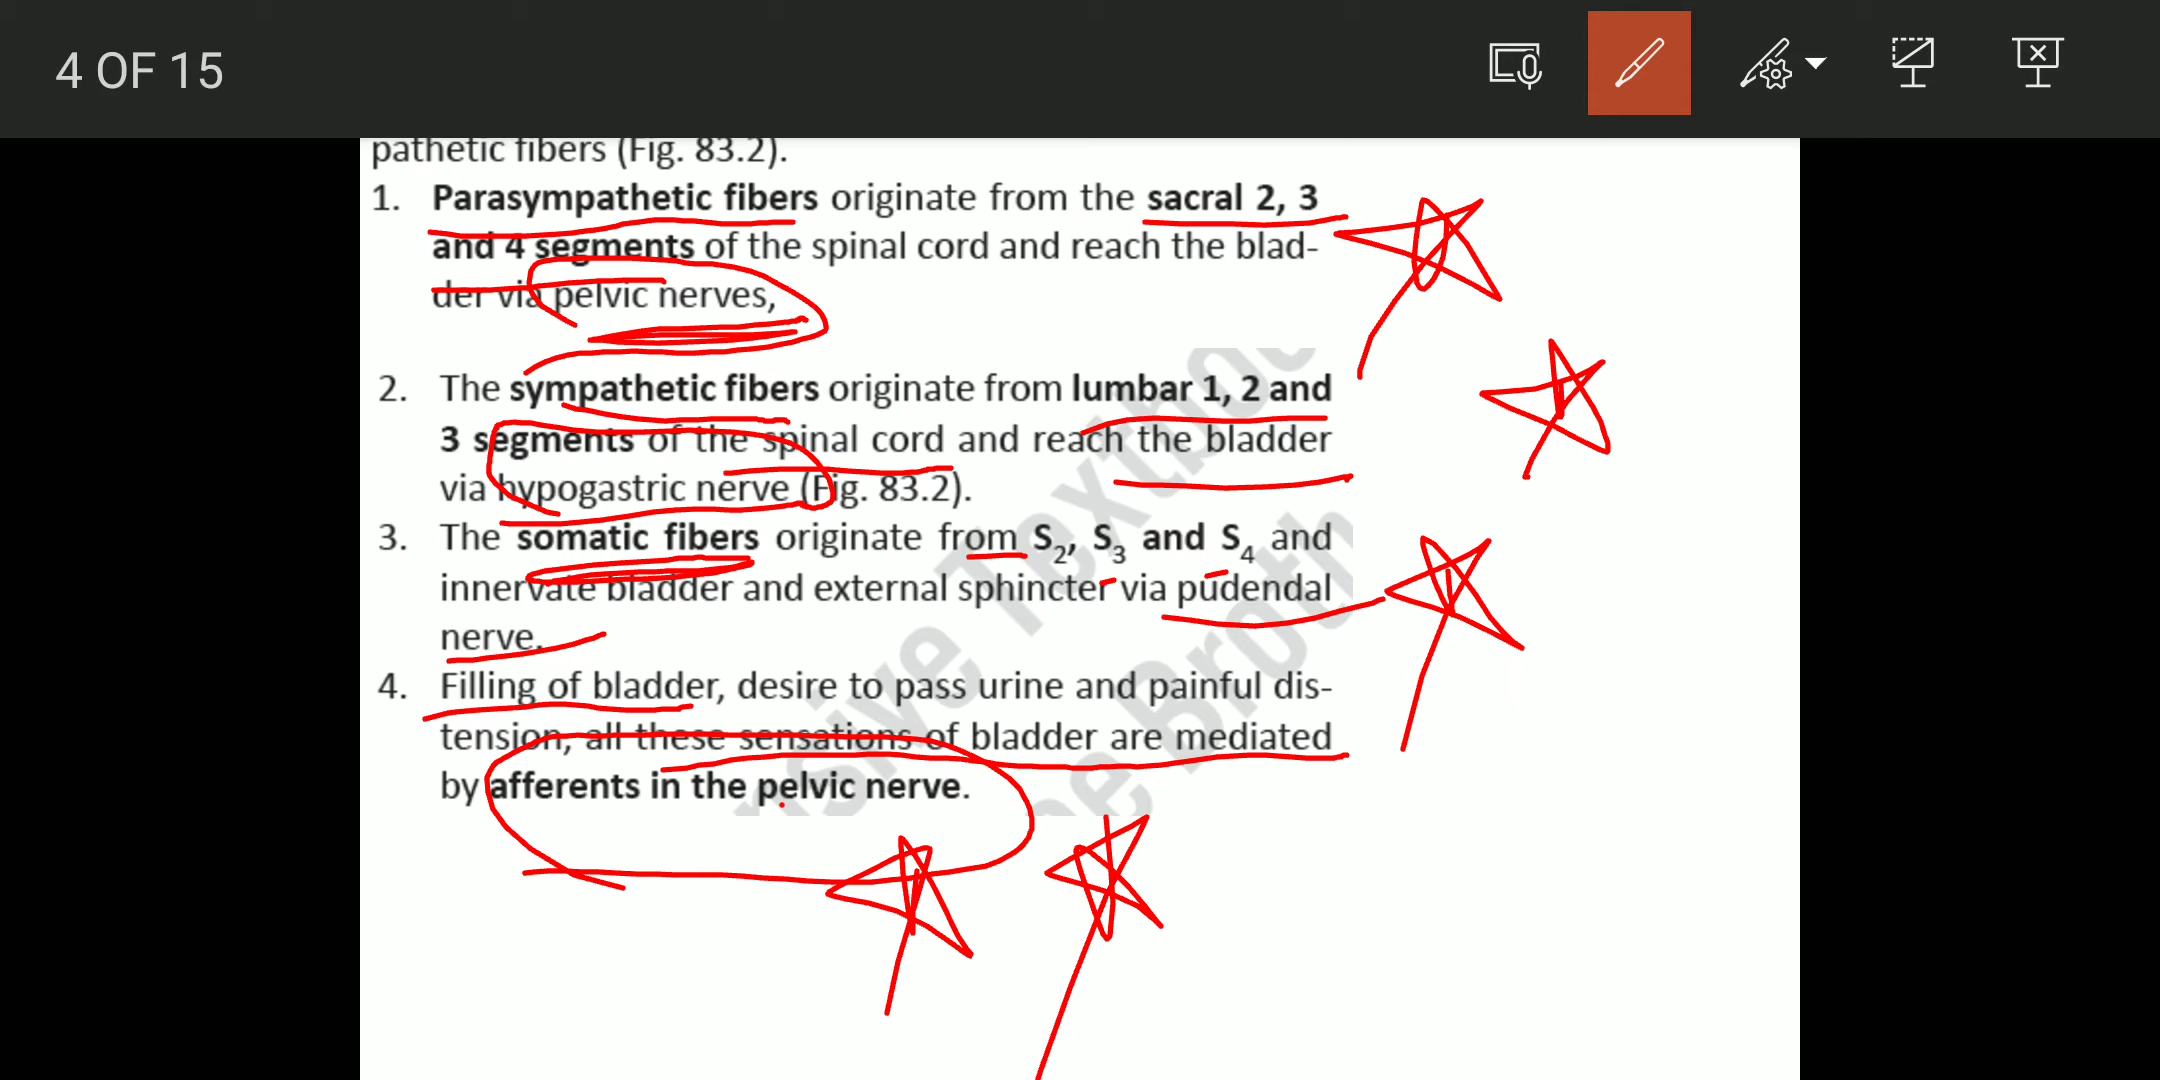 4 OF 15
pathetic fibers (Fig. 83.2).
1. Parasympathetic fibers originate from the sacral 2, 3
and 4 segments of the spinal cord and reach the blad-
der via pelvic nerves,
2. The sympathetic fibers originate from lumbar 1, 2 and
3 segments of the spinal cord and reach the bladder
via hypogastric nerve (Fig. 83.2).
3. The somatic fibers originate from S2, S3 and S4 and
innervate bladder and external sphincter via pudendal
nerve.
4. Filling of bladder, desire to pass urine and painful dis-
tension, all these sensations of bladder are mediated
by afferents in the pelvic nerve.